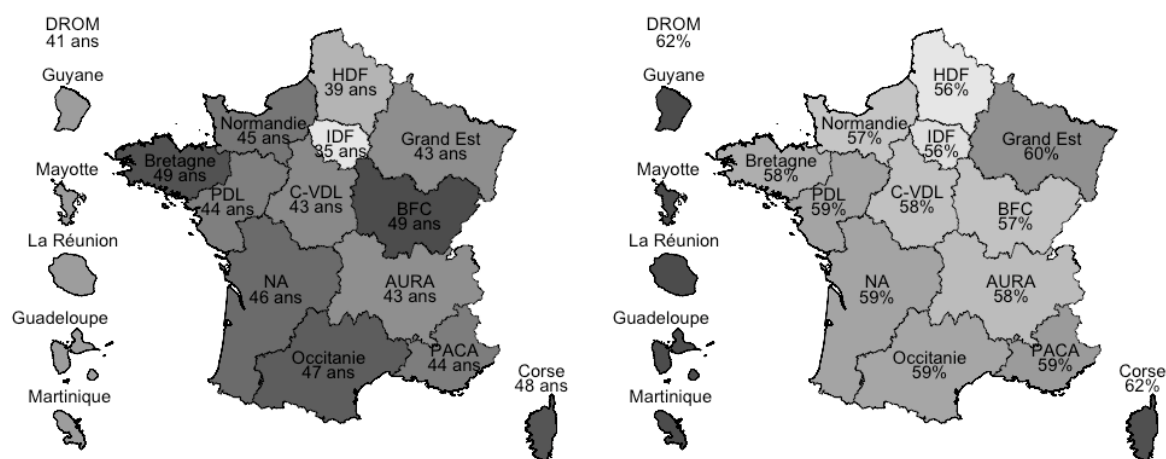 DROM
41 ans
Guyane
Mayotte
La Réunion
Guadeloupe
Martinique
HDF
39 ans
Normandie
45 ans
IDF
35 ans
Grand Est
43 ans
Bretagne
49 ans
PDL
44 ans
C-VDL
43 ans
BFC
49 ans
NA
46 ans
AURA
43 ans
Occitanie
47 ans
PACA
44 ans
Corse
48 ans
DROM
62%
Guyane
Mayotte
La Réunion
Guadeloupe
Martinique
HDF
56%
Normandie
57%
IDF
56%
Grand Est
60%
Bretagne
58%
PDL
59%
C-VDL
58%
BFC
57%
NA
59%
AURA
58%
Occitanie
59%
PACA
59%
Corse
62%